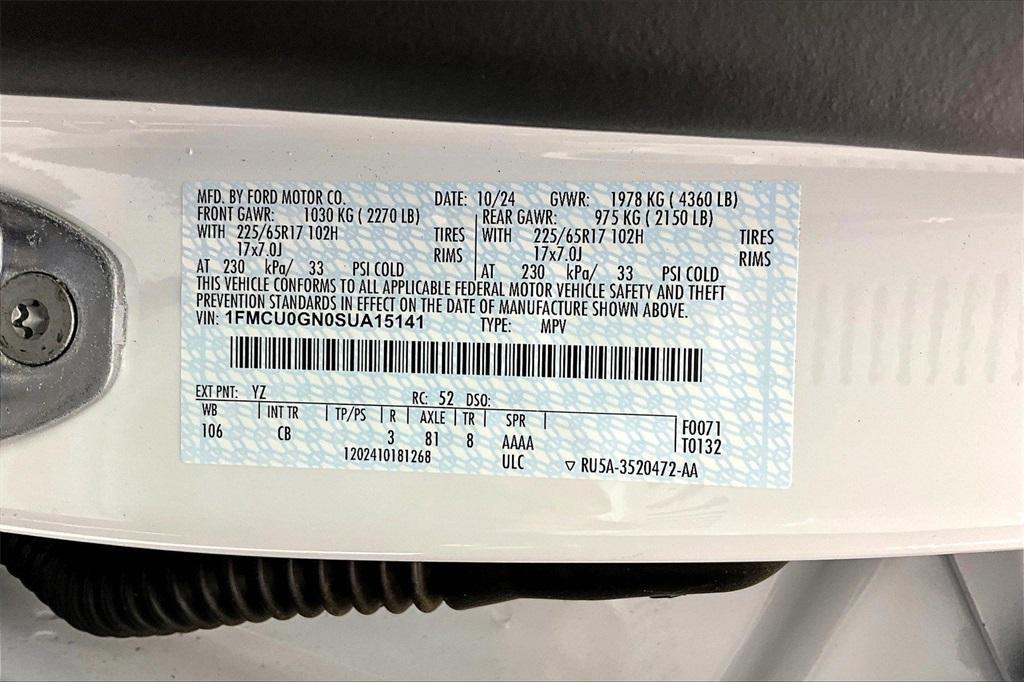 MFD. BY FORD MOTOR CO. DATE: 10/24 GVWR: 1978 KG ( 4360 LB)
FRONT GAWR: 1030 KG ( 2270 LB) REAR GAWR: 975 KG ( 2150 LB)
WITH 225/65R17 102H TIRES WITH 225/65R17 102H TIRES
17x7.0J RIMS 17x7.0J RIMS
AT 230 kPa/ 33 PSI COLD AT 230 kPa/ 33 PSI COLD
THIS VEHICLE CONFORMS TO ALL APPLICABLE FEDERAL MOTOR VEHICLE SAFETY AND THEFT
PREVENTION STANDARDS IN EFFECT ON THE DATE OF MANUFACTURE SHOWN ABOVE.
VIN: 1FMCU0GN0SUA15141 TYPE: MPV
EXT PNT: YZ RC: 52 DSO:
WB INT TR TP/PS R AXLE TR SPR F0071
106 CB 3 81 8 AAAA T0132
1202410181268 ULC RU5A-3520472-AA